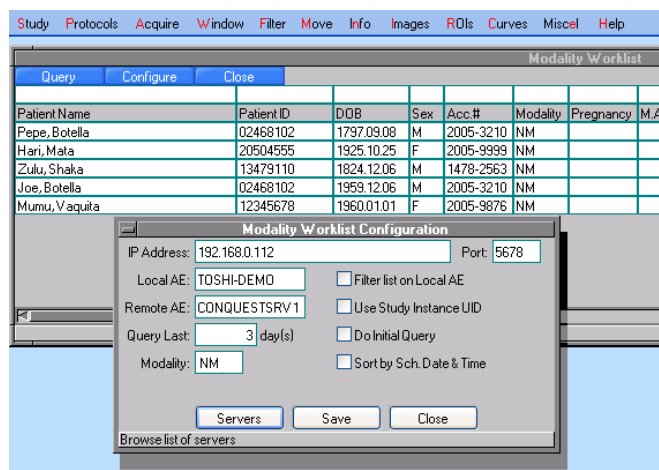 Study Protocols Acquire Window Filter Move Info Images ROIs Curves Miscel Help
Modality Worklist
Query Configure Close
Patient Name Patient ID DOB Sex Acc.# Modality Pregnancy M.A
Pepe, Botella 02468102 1797.09.08 M 2005-3210 NM
Hari, Mata 20504555 1925.10.25 F 2005-9999 NM
Zulu, Shaka 13479110 1824.12.06 M 1478-2563 NM
Joe, Botella 02468102 1959.12.06 M 2005-3210 NM
Mumu, Vaquita 12345678 1960.01.01 F 2005-9876 NM
Modality Worklist Configuration
IP Address: 192.168.0.112 Port: 5678
Local AE: TOSHI-DEMO Filter list on Local AE
Remote AE: CONQUESTSRV1 Use Study Instance UID
Query Last: 3 day(s) Do Initial Query
Modality: NM Sort by Sch. Date & Time
Servers Save Close
Browse list of servers